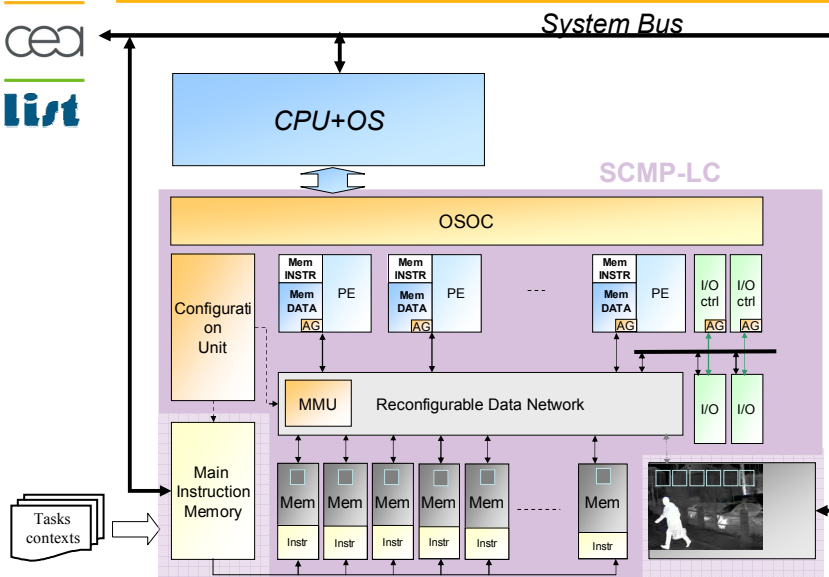 cea
list
System Bus
CPU+OS
SCMP-LC
OSOC
Configurati
on
Unit
Mem
INSTR
Mem
DATA
AG
PE
Mem
INSTR
Mem
DATA
AG
PE
Mem
INSTR
Mem
DATA
AG
PE
I/O
ctrl
AG
I/O
ctrl
AG
MMU
Reconfigurable Data Network
I/O
I/O
Main
Instruction
Memory
Tasks
contexts
Mem
Instr
Mem
Instr
Mem
Instr
Mem
Instr
Mem
Instr
Mem
Instr